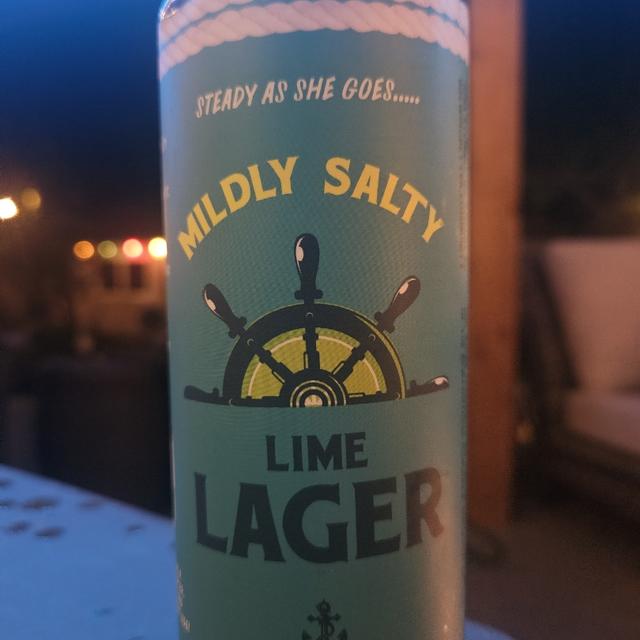 STEADY AS SHE GOES.....
MILDLY SALTY
LIME
LAGER